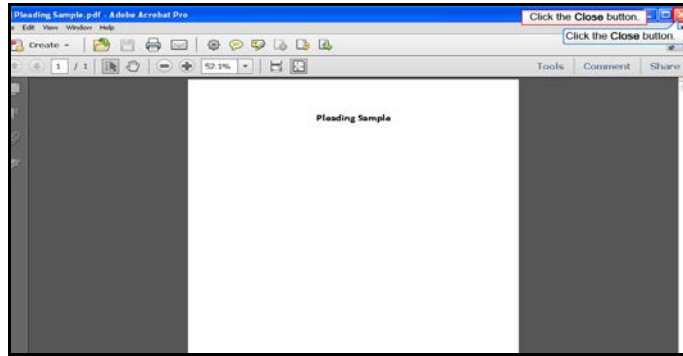 Pleading Sample.pdf - Adobe Acrobat Pro
Click the Close button.
Edit View Window Help
Click the Close button.
Create
1 / 1 52.1% Tools Comment Share
Pleading Sample